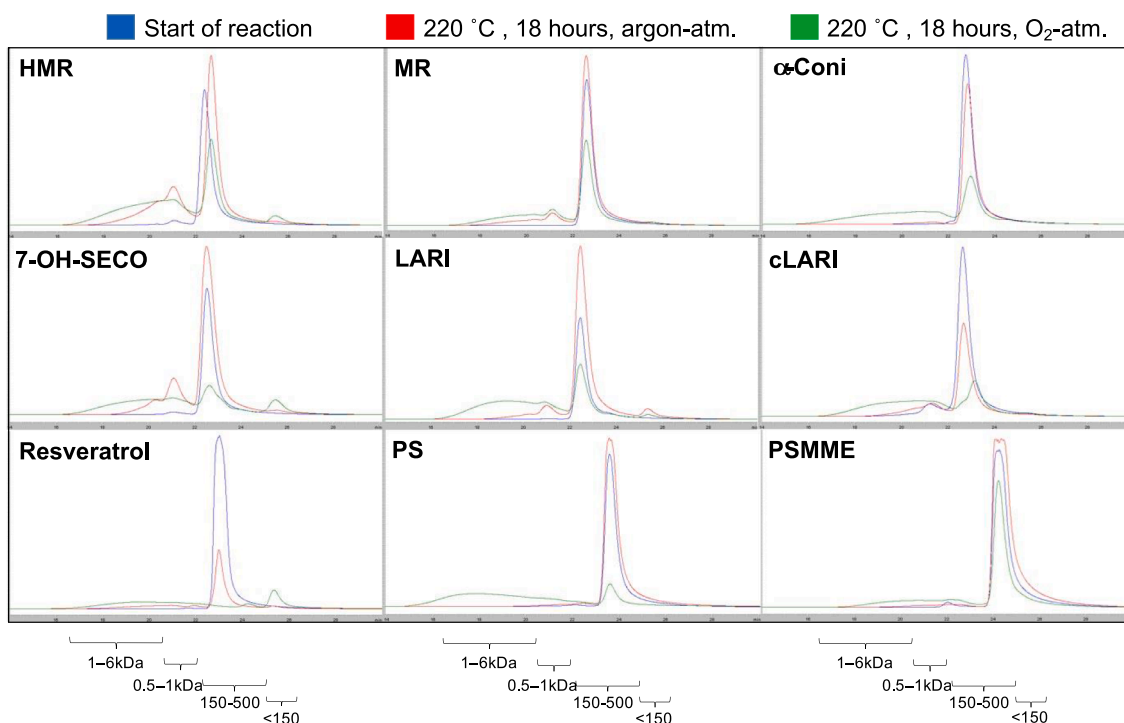 Start of reaction
220 ˚C , 18 hours, argon-atm.
220 ˚C , 18 hours, O₂-atm.
HMR
MR
α-Coni
7-OH-SECO
LARI
cLARI
Resveratrol
PS
PSMME
1–6kDa
0.5–1kDa
150-500
<150
1–6kDa
0.5–1kDa
150-500
<150
1–6kDa
0.5–1kDa
150-500
<150